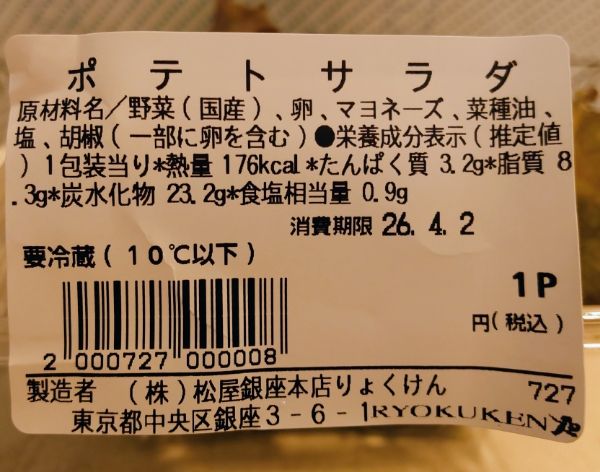 ポテトサラダ
原材料名／野菜（国産）、卵、マヨネーズ、菜種油、
塩、胡椒（一部に卵を含む）●栄養成分表示（推定値
）１包装当り*熱量 176kcal*たんぱく質 3.2g*脂質 8
.3g*炭水化物 23.2g*食塩相当量 0.9g
消費期限 26.4.2
要冷蔵（１０℃以下）
1P
円（税込）
2 000727 000008
製造者 （株）松屋銀座本店りょくけん 727
東京都中央区銀座３－６－１RYOKUKEN